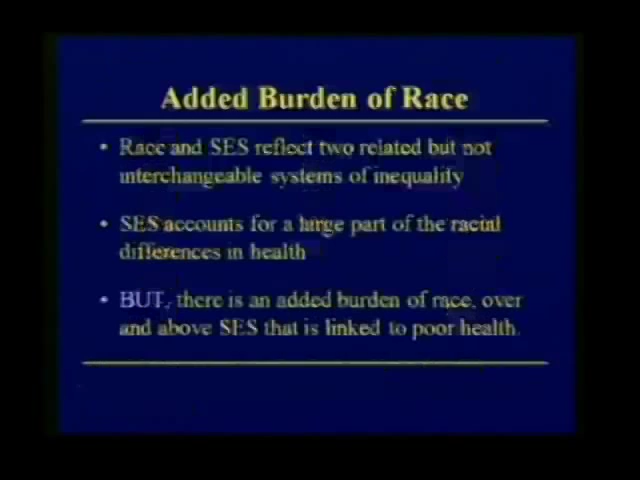 Added Burden of Race
• Race and SES reflect two related but not
interchangeable systems of inequality
• SES accounts for a large part of the racial
differences in health
• BUT, there is an added burden of race, over
and above SES that is linked to poor health.